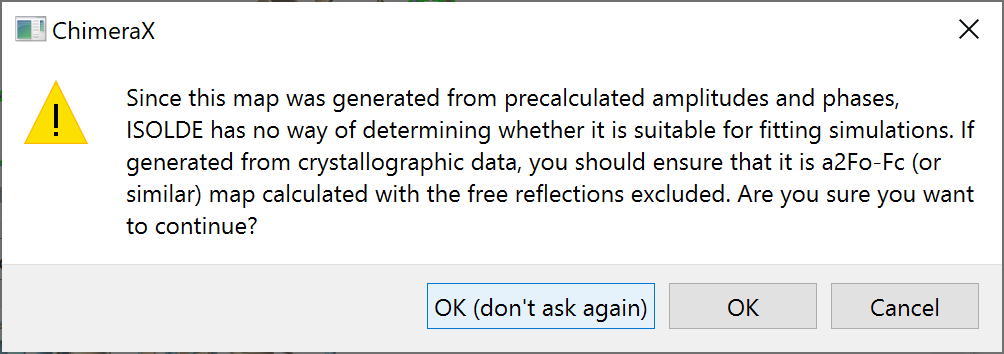 ChimeraX
Since this map was generated from precalculated amplitudes and phases,
ISOLDE has no way of determining whether it is suitable for fitting simulations. If
generated from crystallographic data, you should ensure that it is a2Fo-Fc (or
similar) map calculated with the free reflections excluded. Are you sure you want
to continue?
OK (don't ask again)
OK
Cancel